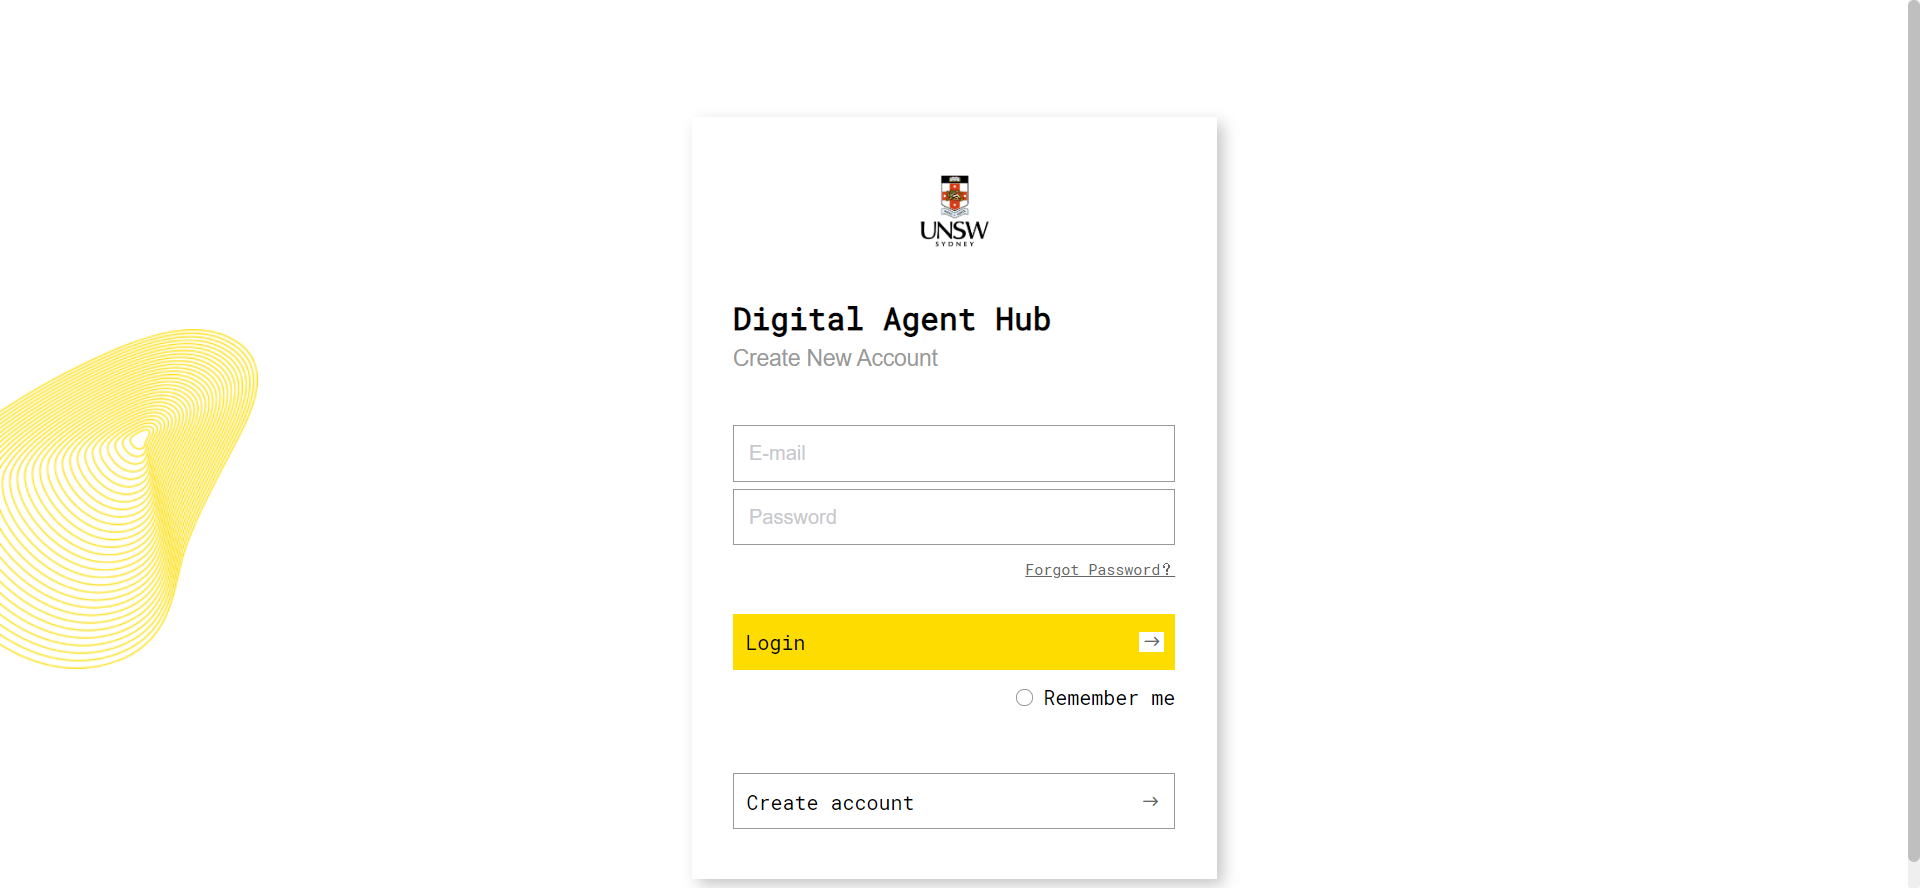 UNSW
SYDNEY
Digital Agent Hub
Create New Account
E-mail
Password
Forgot Password?
Login
Remember me
Create account